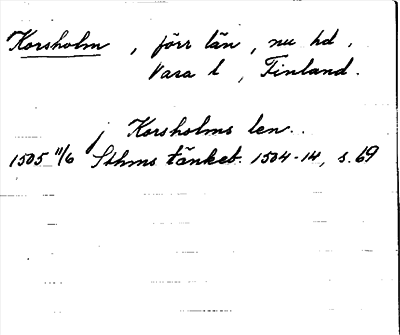 Korsholm, förr län, nu hd,
Vasa l, Finland.
j Korsholms len.
1505 11/6 Sthms tänkeb. 1504-14, s. 69